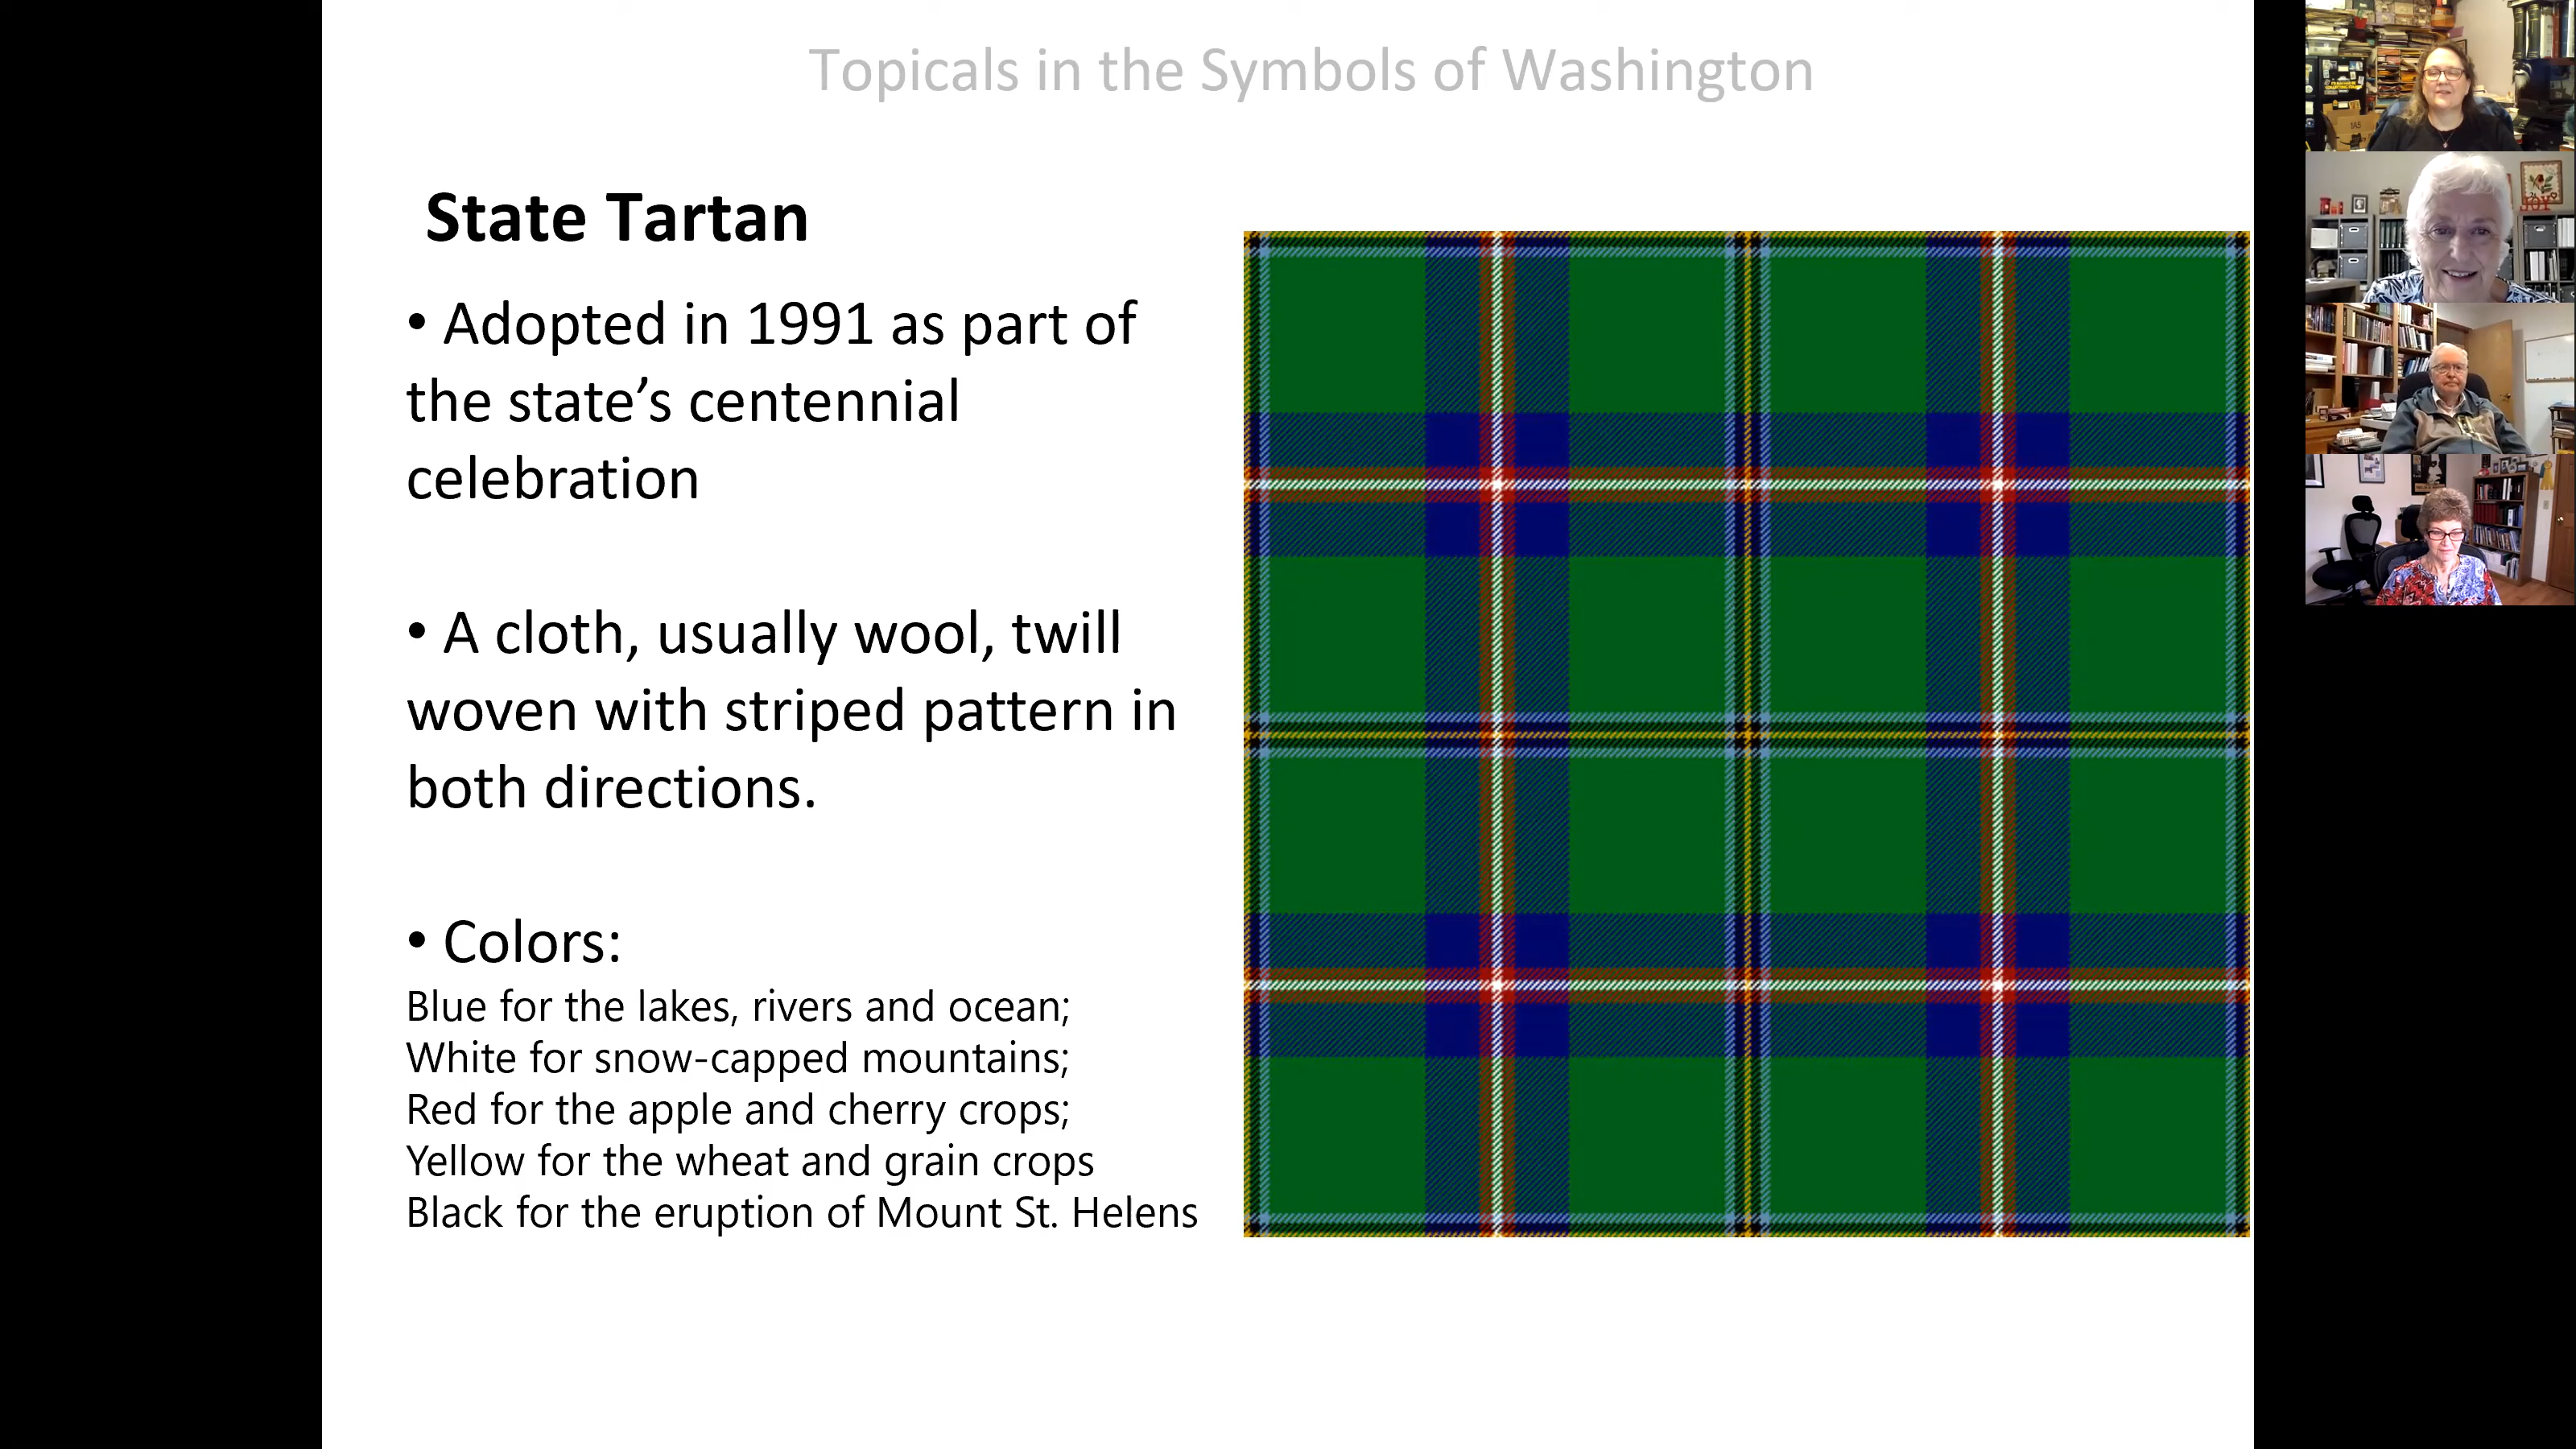 Topicals in the Symbols of Washington
State Tartan
• Adopted in 1991 as part of
the state’s centennial
celebration
• A cloth, usually wool, twill
woven with striped pattern in
both directions.
• Colors:
Blue for the lakes, rivers and ocean;
White for snow-capped mountains;
Red for the apple and cherry crops;
Yellow for the wheat and grain crops
Black for the eruption of Mount St. Helens
JOY